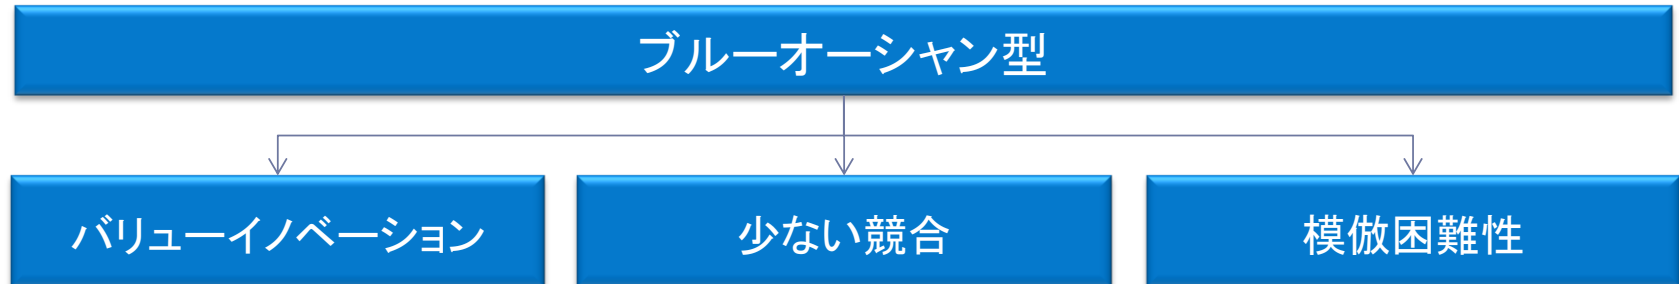 ブルーオーシャン型
バリューイノベーション
少ない競合
模倣困難性